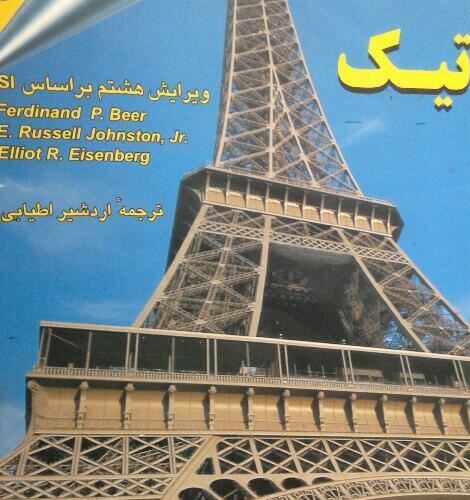 تیک
ویرایش هشتم براساس SI
Ferdinand P. Beer
E. Russell Johnston, Jr.
Elliot R. Eisenberg
ترجمهٔ اردشیر اطیابی